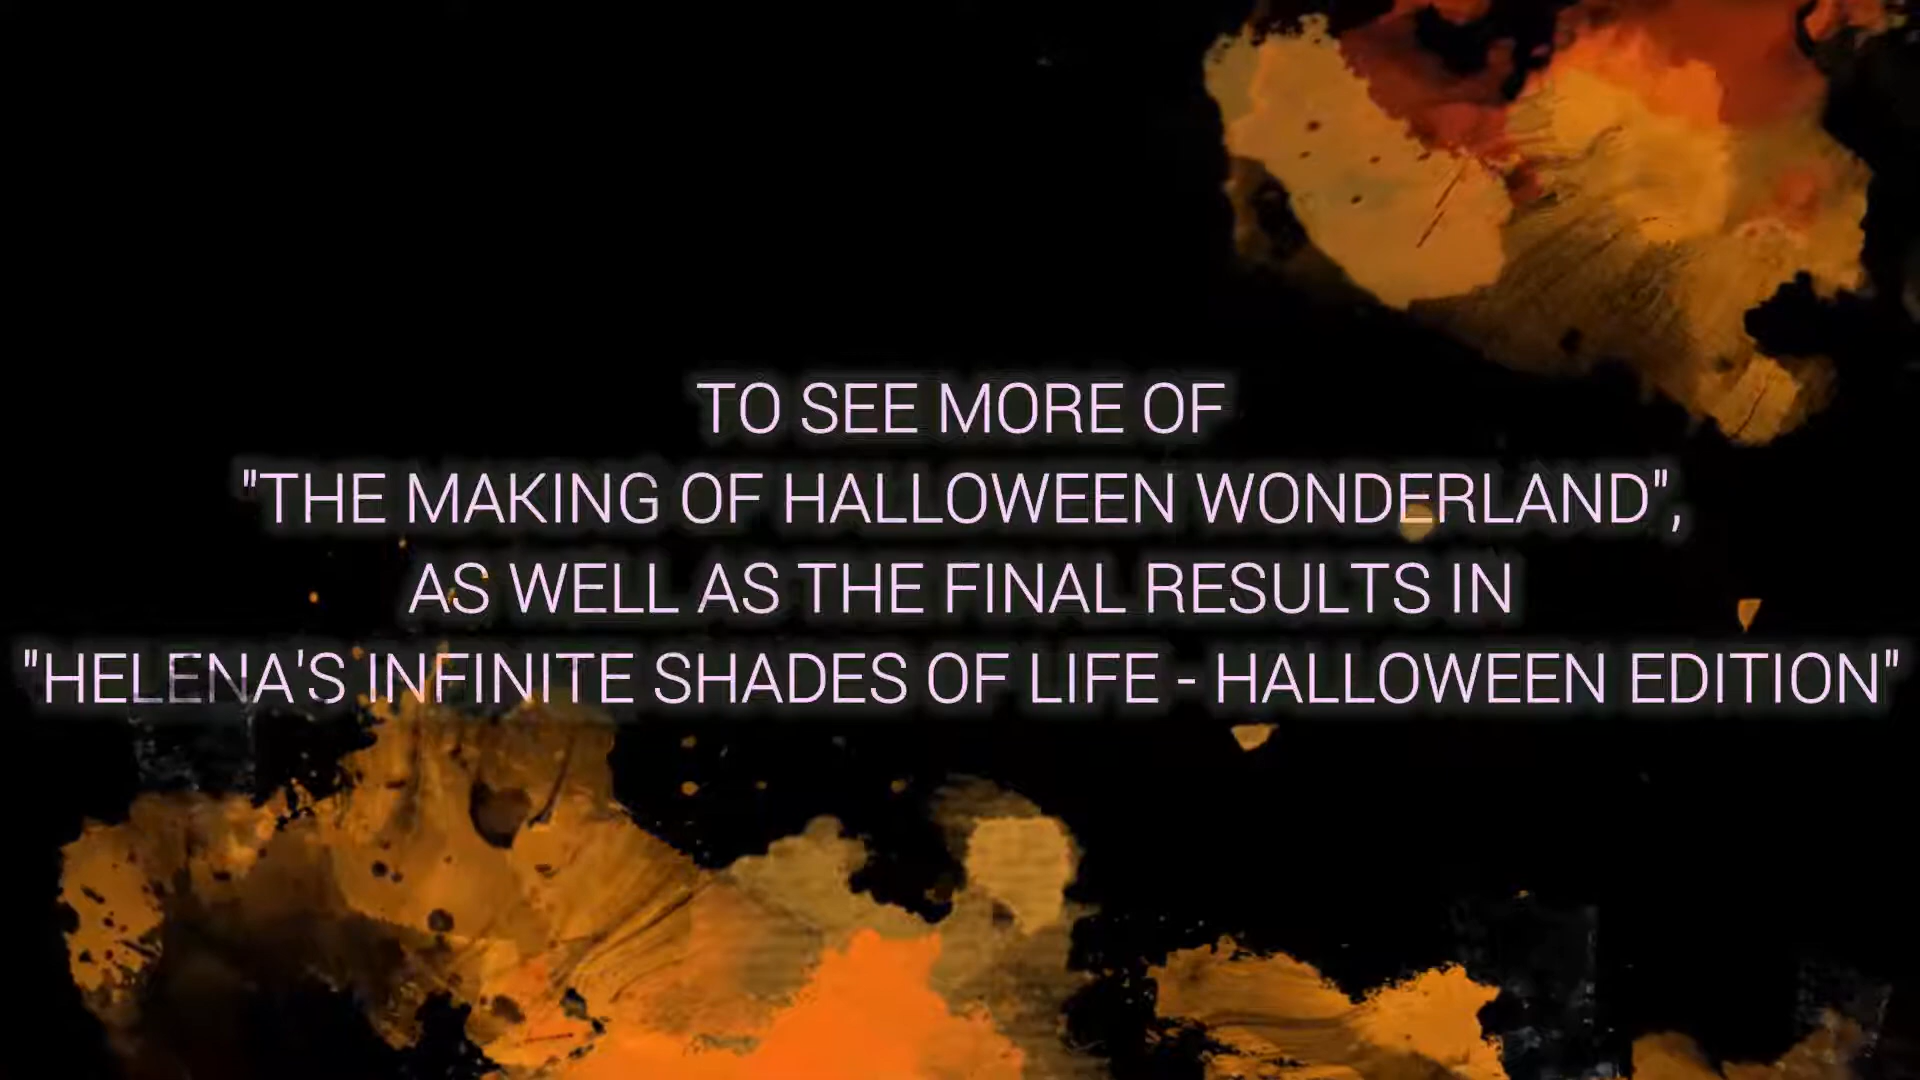 TO SEE MORE OF
"THE MAKING OF HALLOWEEN WONDERLAND",
AS WELL AS THE FINAL RESULTS IN
"HELENA'S INFINITE SHADES OF LIFE - HALLOWEEN EDITION"